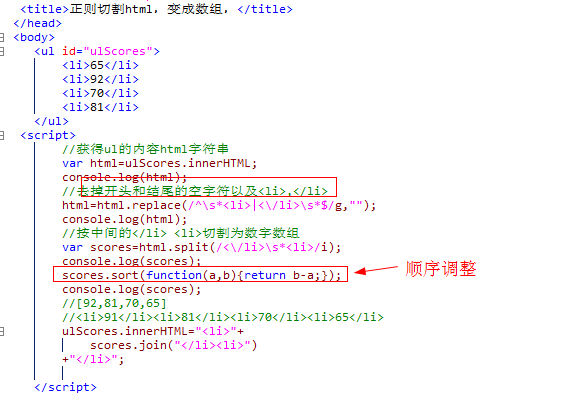 <title>正则切割html，变成数组，</title>
</head>
<body>
<ul id="ulScores">
<li>65</li>
<li>92</li>
<li>70</li>
<li>81</li>
</ul>
<script>
//获得ul的内容html字符串
var html=ulScores.innerHTML;
console.log(html);
//去掉开头和结尾的空字符以及<li>,</li>
html=html.replace(/^\s*<li>|<\/li>\s*$/g,"");
console.log(html);
//按中间的</li> <li>切割为数字数组
var scores=html.split(/<\/li>\s*<li>/i);
console.log(scores);
scores.sort(function(a,b){return b-a;});
顺序调整
console.log(scores);
//[92,81,70,65]
//<li>91</li><li>81</li><li>70</li><li>65</li>
ulScores.innerHTML="<li>"+
scores.join("</li><li>")
+"</li>";
</script>